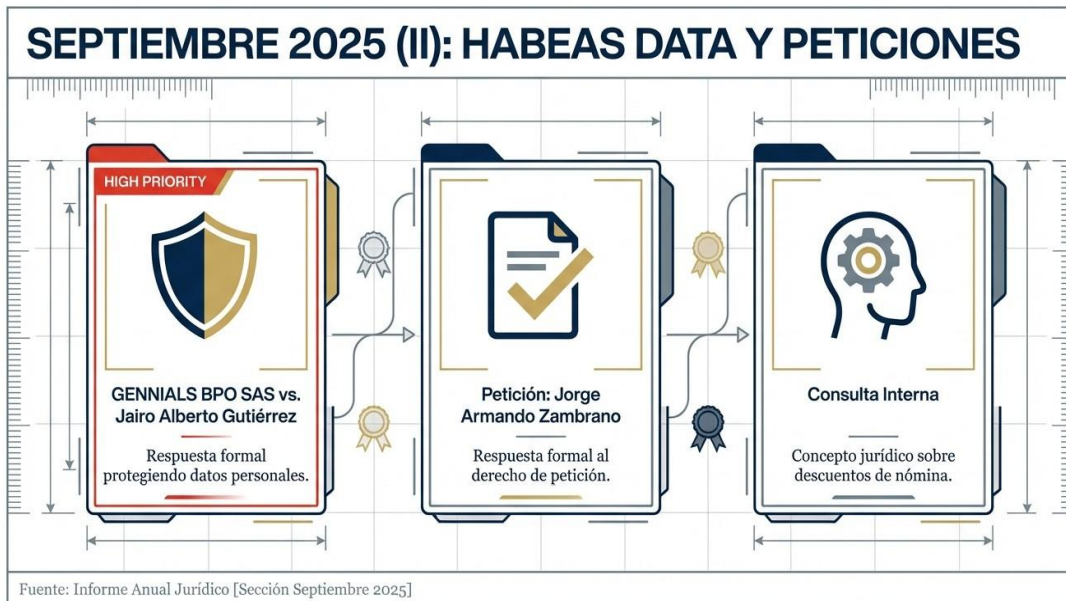 SEPTIEMBRE 2025 (II): HABEAS DATA Y PETICIONES
HIGH PRIORITY
GENNIALS BPO SAS vs.
Jairo Alberto Gutiérrez
Respuesta formal
protegiendo datos personales.
Petición: Jorge
Armando Zambrano
Respuesta formal al
derecho de petición.
Consulta Interna
Concepto jurídico sobre
descuentos de nómina.
Fuente: Informe Anual Jurídico [Sección Septiembre 2025]